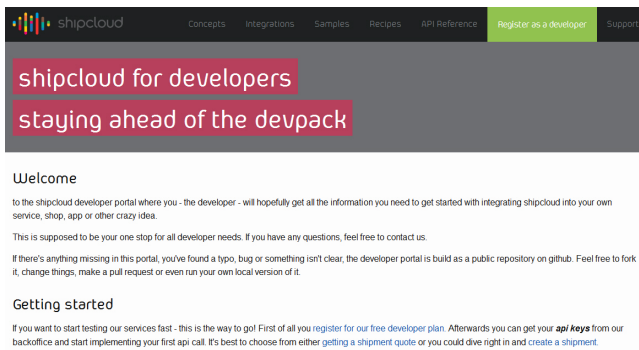 shipcloud Concepts Integrations Samples Recipes API Reference Register as a developer Support
shipcloud for developers
staying ahead of the devpack
Welcome
to the shipcloud developer portal where you - the developer - will hopefully get all the information you need to get started with integrating shipcloud into your own
service, shop, app or other crazy idea.
This is supposed to be your one stop for all developer needs. If you have any questions, feel free to contact us.
If there's anything missing in this portal, you've found a typo, bug or something isn't clear, the developer portal is build as a public repository on github. Feel free to fork
it, change things, make a pull request or even run your own local version of it.
Getting started
If you want to start testing our services fast - this is the way to go! First of all you register for our free developer plan. Afterwards you can get your api keys from our
backoffice and start implementing your first api call. It's best to choose from either getting a shipment quote or you could dive right in and create a shipment.